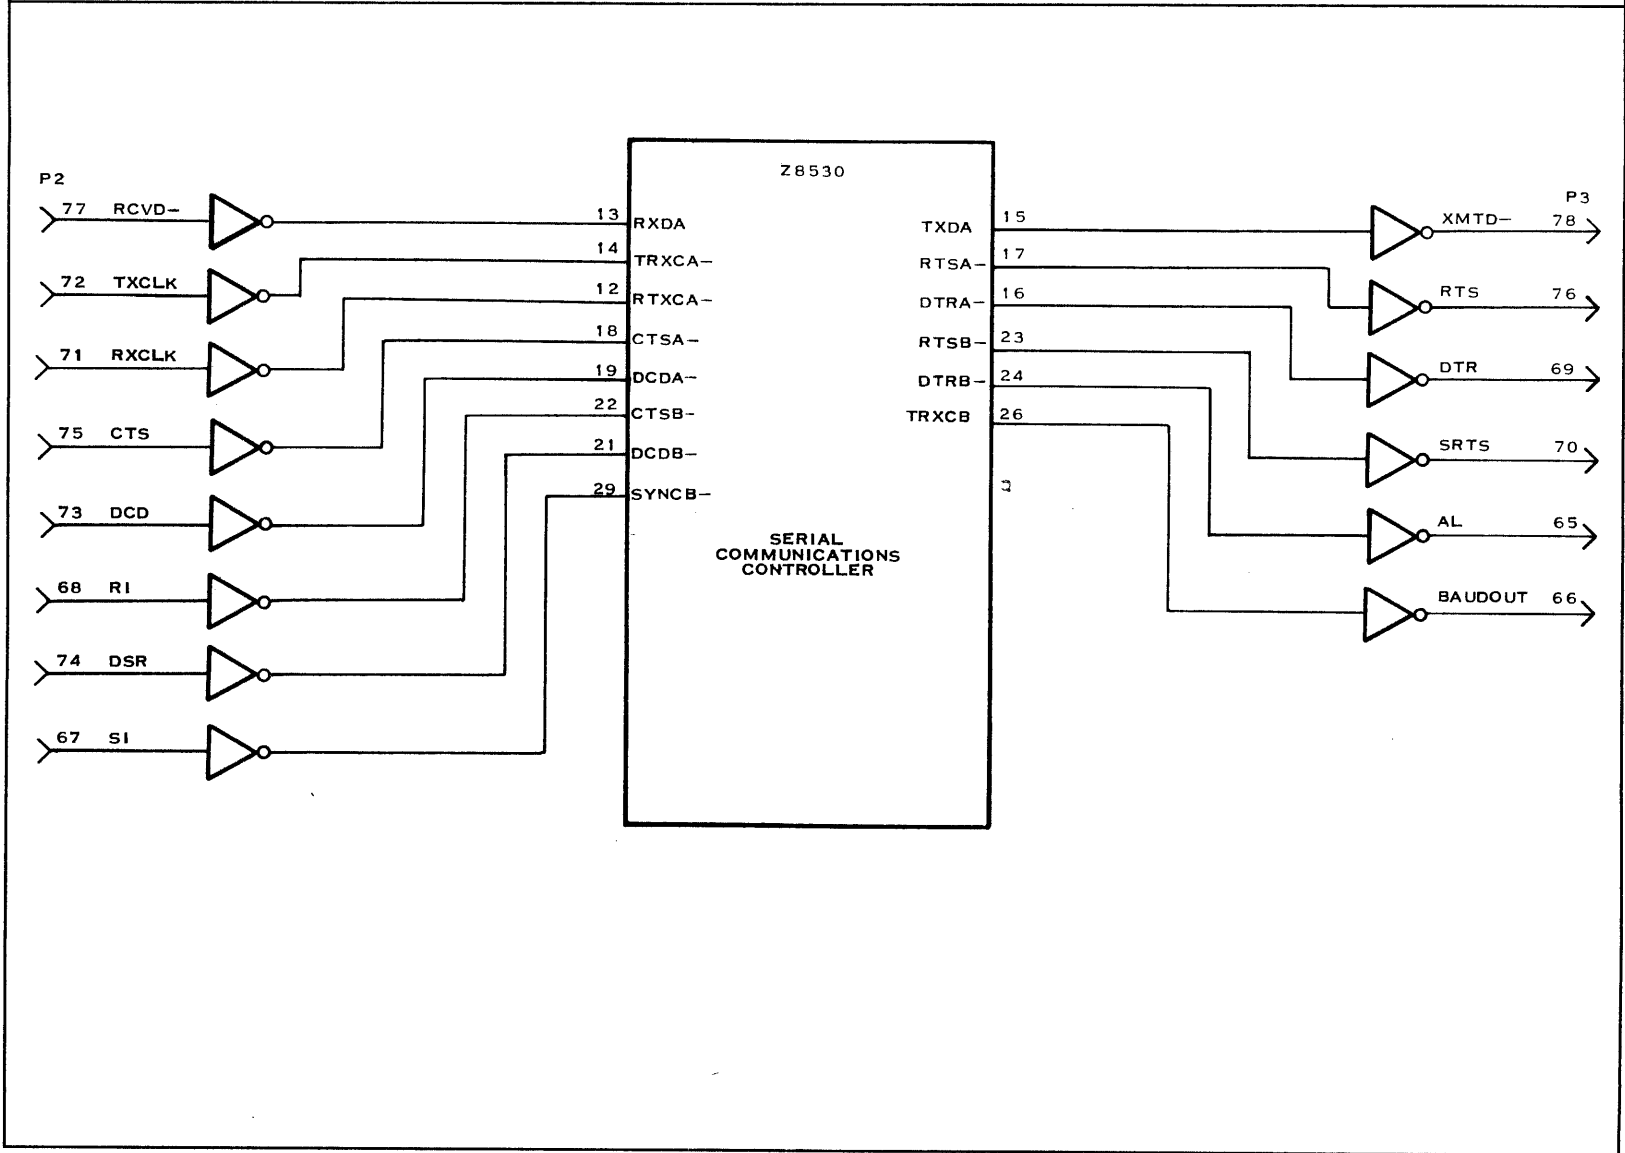 Z8530
P2
77 RCVD-
72 TXCLK
71 RXCLK
75 CTS
73 DCD
68 RI
74 DSR
67 SI
13 RXDA
14 TRXCA-
12 RTXCA-
18 CTSA-
19 DCDA-
22 CTSB-
21 DCDB-
29 SYNCB-
SERIAL
COMMUNICATIONS
CONTROLLER
TXDA 15
RTSA- 17
DTRA- 16
RTSB- 23
DTRB- 24
TRXCB 26
P3
XMTD- 78
RTS 76
DTR 69
SRTS 70
AL 65
BAUDOUT 66